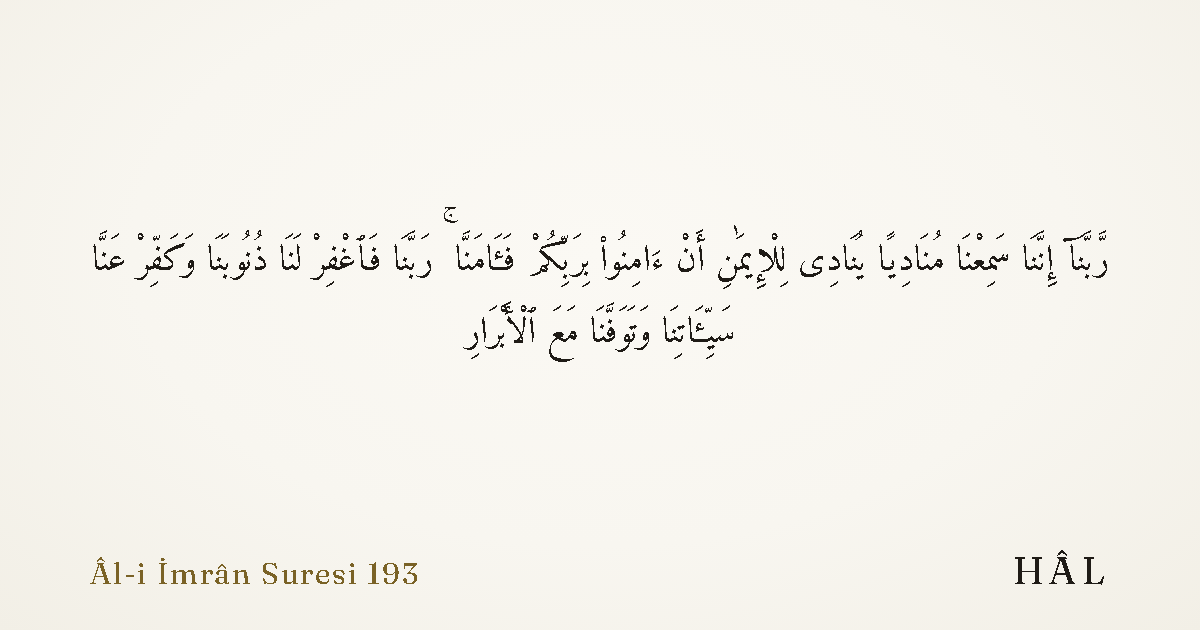 رَّبَّنَآ إِنَّنَا سَمِعْنَا مُنَادِيًا يُنَادِى لِلْإِيمَـٰنِ أَنْ ءَامِنُوا۟ بِرَبِّكُمْ فَـَٔامَنَّا ۚ رَبَّنَا فَٱغْفِرْ لَنَا ذُنُوبَنَا وَكَفِّرْ عَنَّا
سَيِّـَٔاتِنَا وَتَوَفَّنَا مَعَ ٱلْأَبْرَارِ
Âl-i İmrân Suresi 193
HÂL